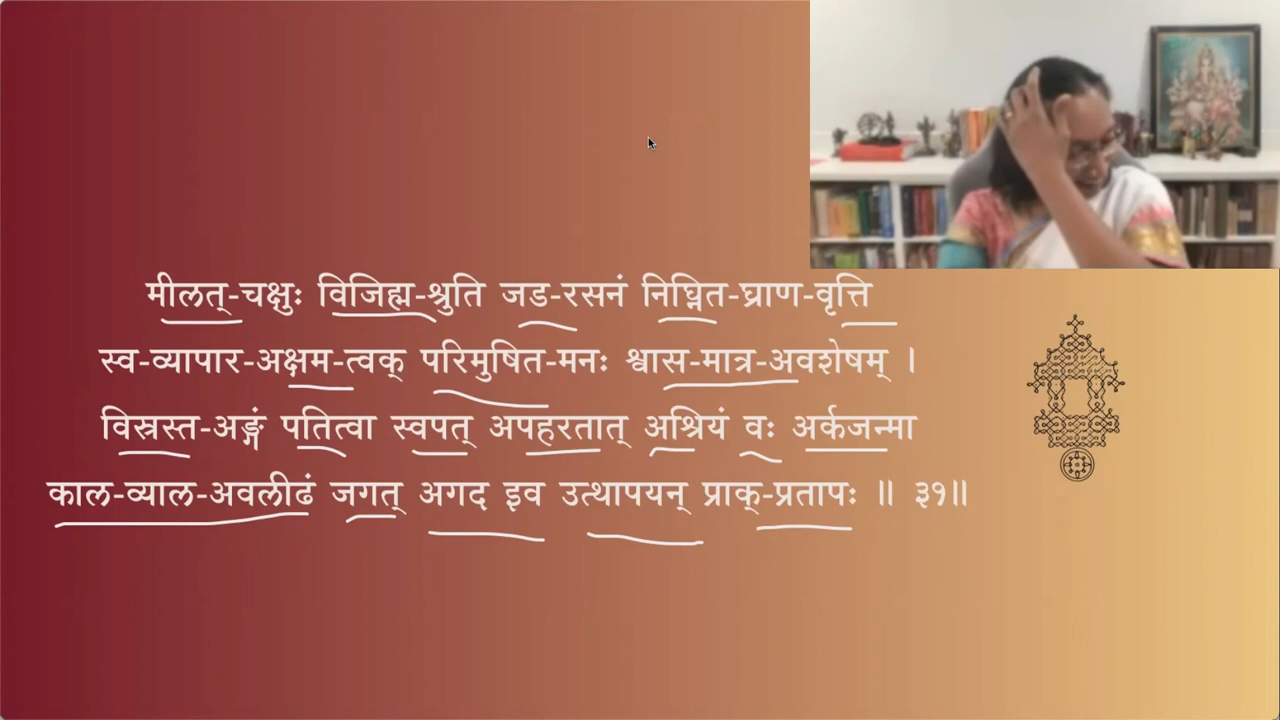 मीलत्-चक्षुः विजिह्म-श्रुति जड-रसनं निघ्नित-घ्राण-वृत्ति
स्व-व्यापार-अक्षम-त्वक् परिमुषित-मनः श्वास-मात्र-अवशेषम् ।
विस्रस्त-अङ्गं पतित्वा स्वपत् अपहरतात् अश्रियं वः अर्कजन्मा
काल-व्याल-अवलीढं जगत् अगद इव उत्थापयन् प्राक्-प्रतापः ॥ ३१॥